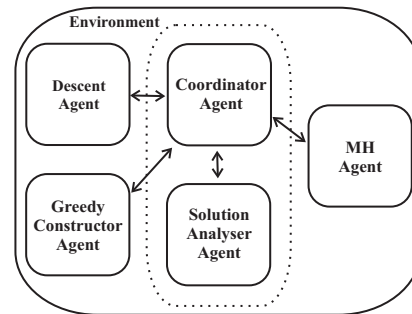 Environment
Descent
Agent
Coordinator
Agent
MH
Agent
Greedy
Constructor
Agent
Solution
Analyser
Agent